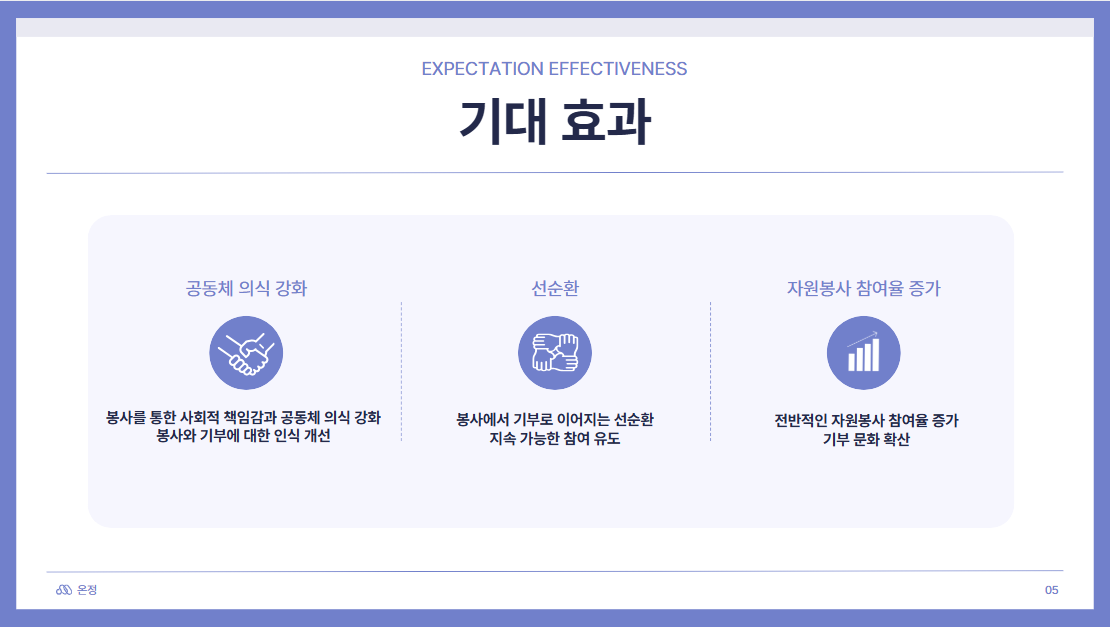 EXPECTATION EFFECTIVENESS
기대 효과
공동체 의식 강화
봉사를 통한 사회적 책임감과 공동체 의식 강화
봉사와 기부에 대한 인식 개선
선순환
봉사에서 기부로 이어지는 선순환
지속 가능한 참여 유도
자원봉사 참여율 증가
전반적인 자원봉사 참여율 증가
기부 문화 확산
온정
05